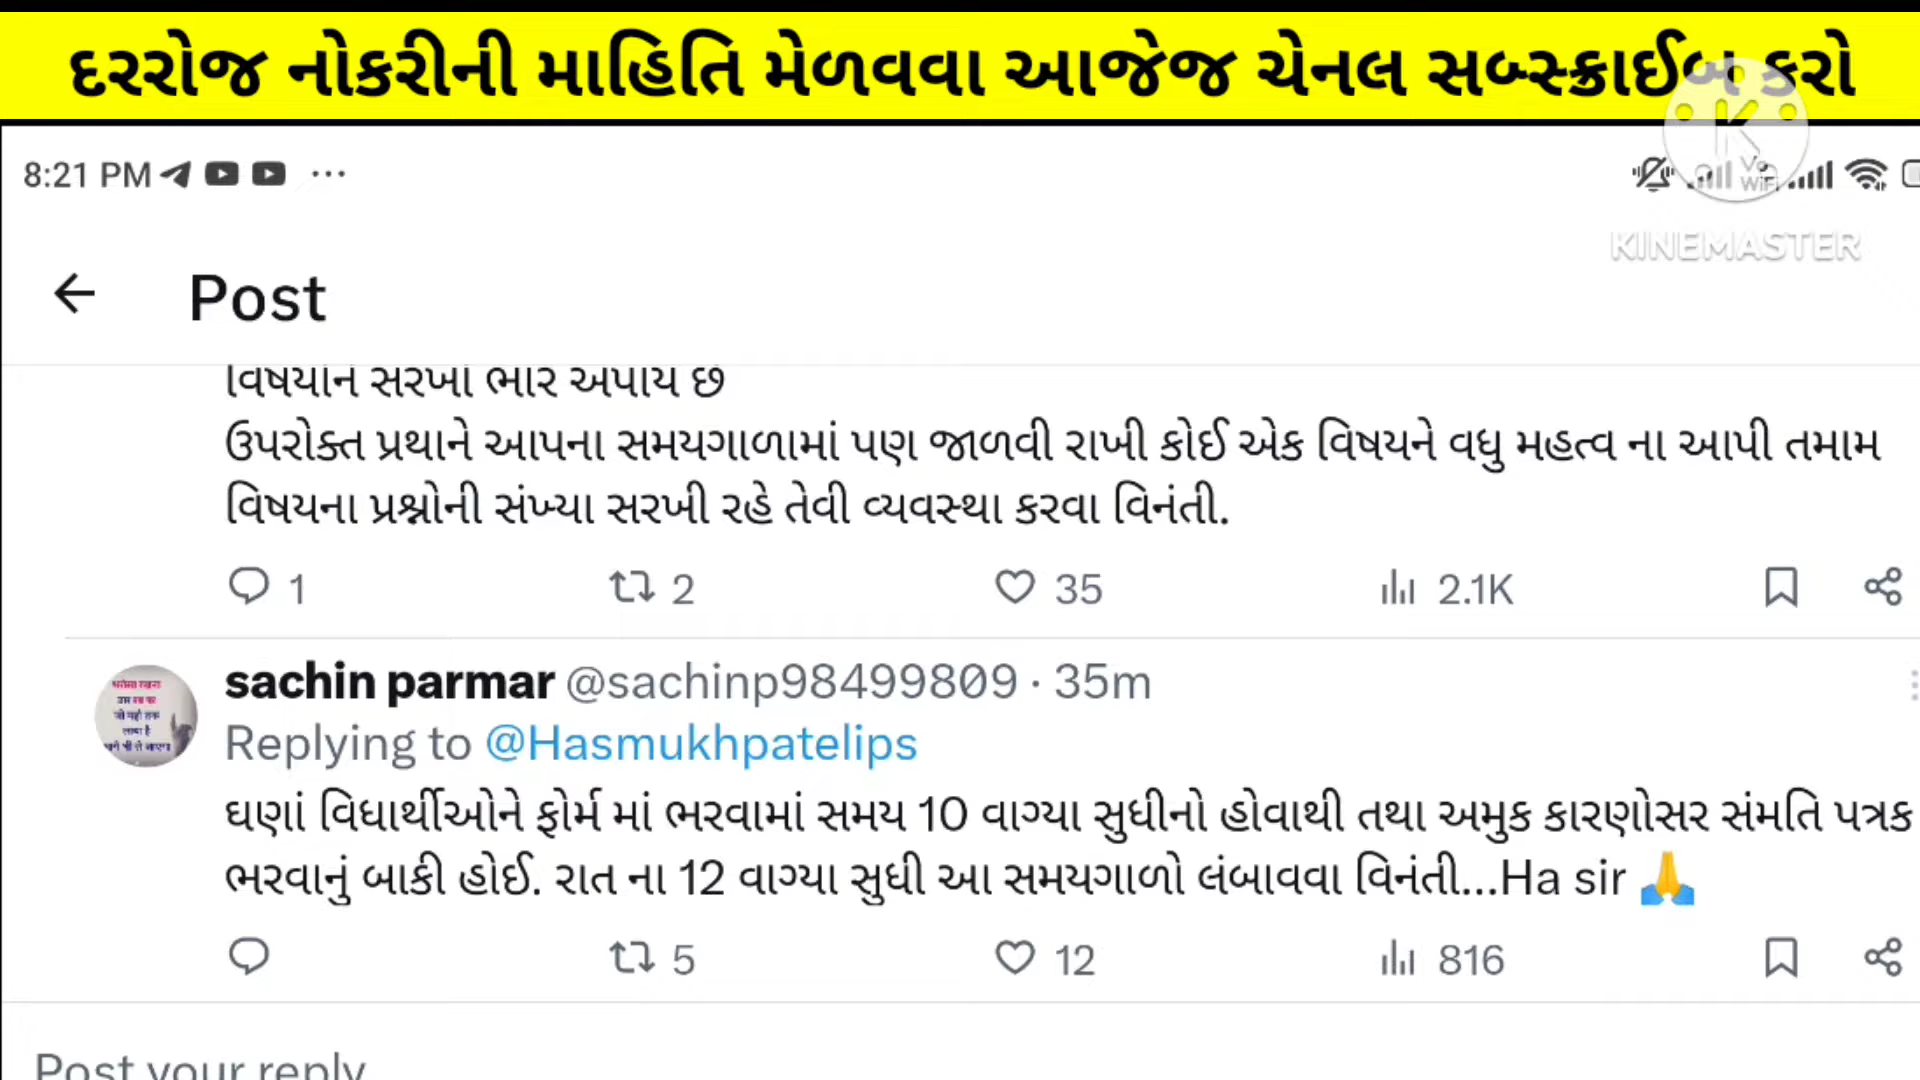 દરરોજ નોકરીની માહિતિ મેળવવા આજેજ ચેનલ સબ્સ્ક્રાઈબ કરો
8:21 PM
Vo WiFi
KINEMASTER
Post
વિષયોને સરખો ભાર અપાય છે
ઉપરોક્ત પ્રથાને આપના સમયગાળામાં પણ જાળવી રાખી કોઈ એક વિષયને વધુ મહત્વ ના આપી તમામ
વિષયના પ્રશ્નોની સંખ્યા સરખી રહે તેવી વ્યવસ્થા કરવા વિનંતી.
1 2 35 2.1K
sachin parmar @sachinp98499809 · 35m
Replying to @Hasmukhpatelips
ઘણાં વિધાર્થીઓને ફોર્મ માં ભરવામાં સમય 10 વાગ્યા સુધીનો હોવાથી તથા અમુક કારણોસર સંમતિ પત્રક
ભરવાનું બાકી હોઈ. રાત ના 12 વાગ્યા સુધી આ સમયગાળો લંબાવવા વિનંતી...Ha sir 🙏
5 12 816
Post your reply